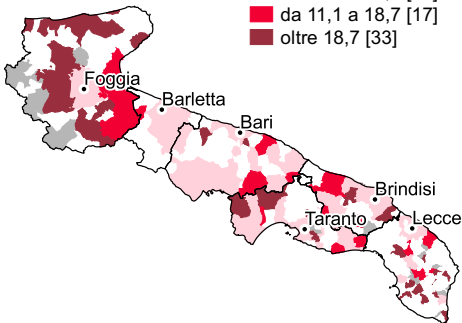 da 11,1 a 18,7 [17]
oltre 18,7 [33]
Foggia
Barletta
Bari
Brindisi
Taranto
Lecce